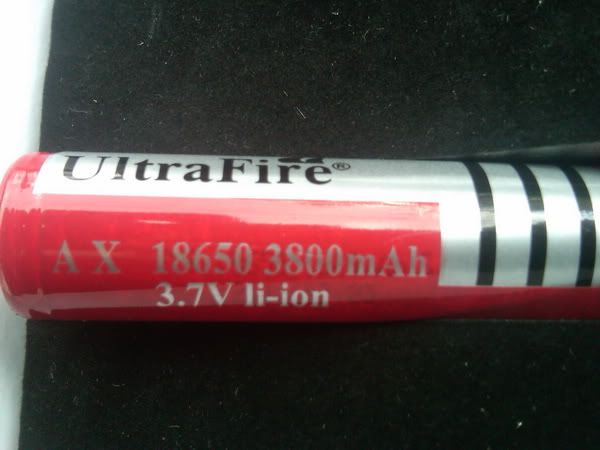 UltraFire®
AX 18650 3800mAh
3.7V li-ion